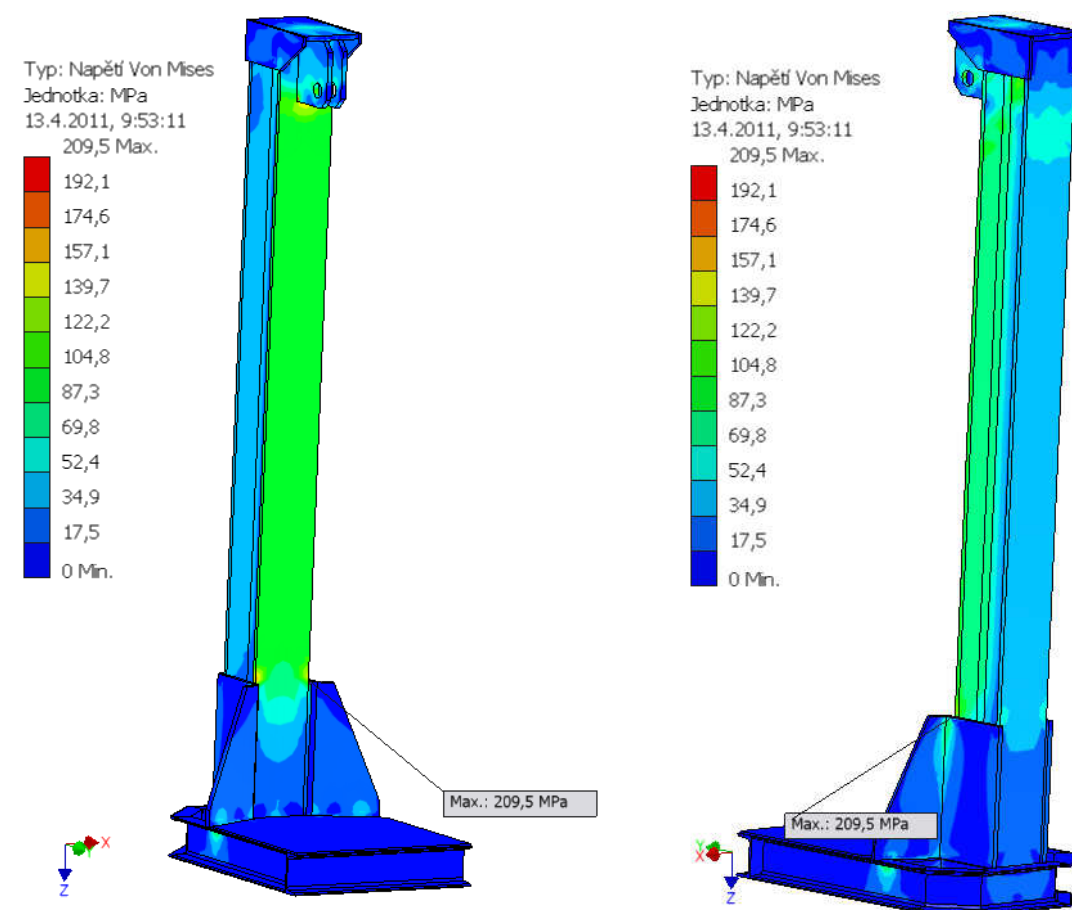 Typ: Napětí Von Mises
Jednotka: MPa
13.4.2011, 9:53:11
209,5 Max.
192,1
174,6
157,1
139,7
122,2
104,8
87,3
69,8
52,4
34,9
17,5
0 Min.
Max.: 209,5 MPa
X
Y
Z
Typ: Napětí Von Mises
Jednotka: MPa
13.4.2011, 9:53:11
209,5 Max.
192,1
174,6
157,1
139,7
122,2
104,8
87,3
69,8
52,4
34,9
17,5
0 Min.
Max.: 209,5 MPa
Y
X
Z